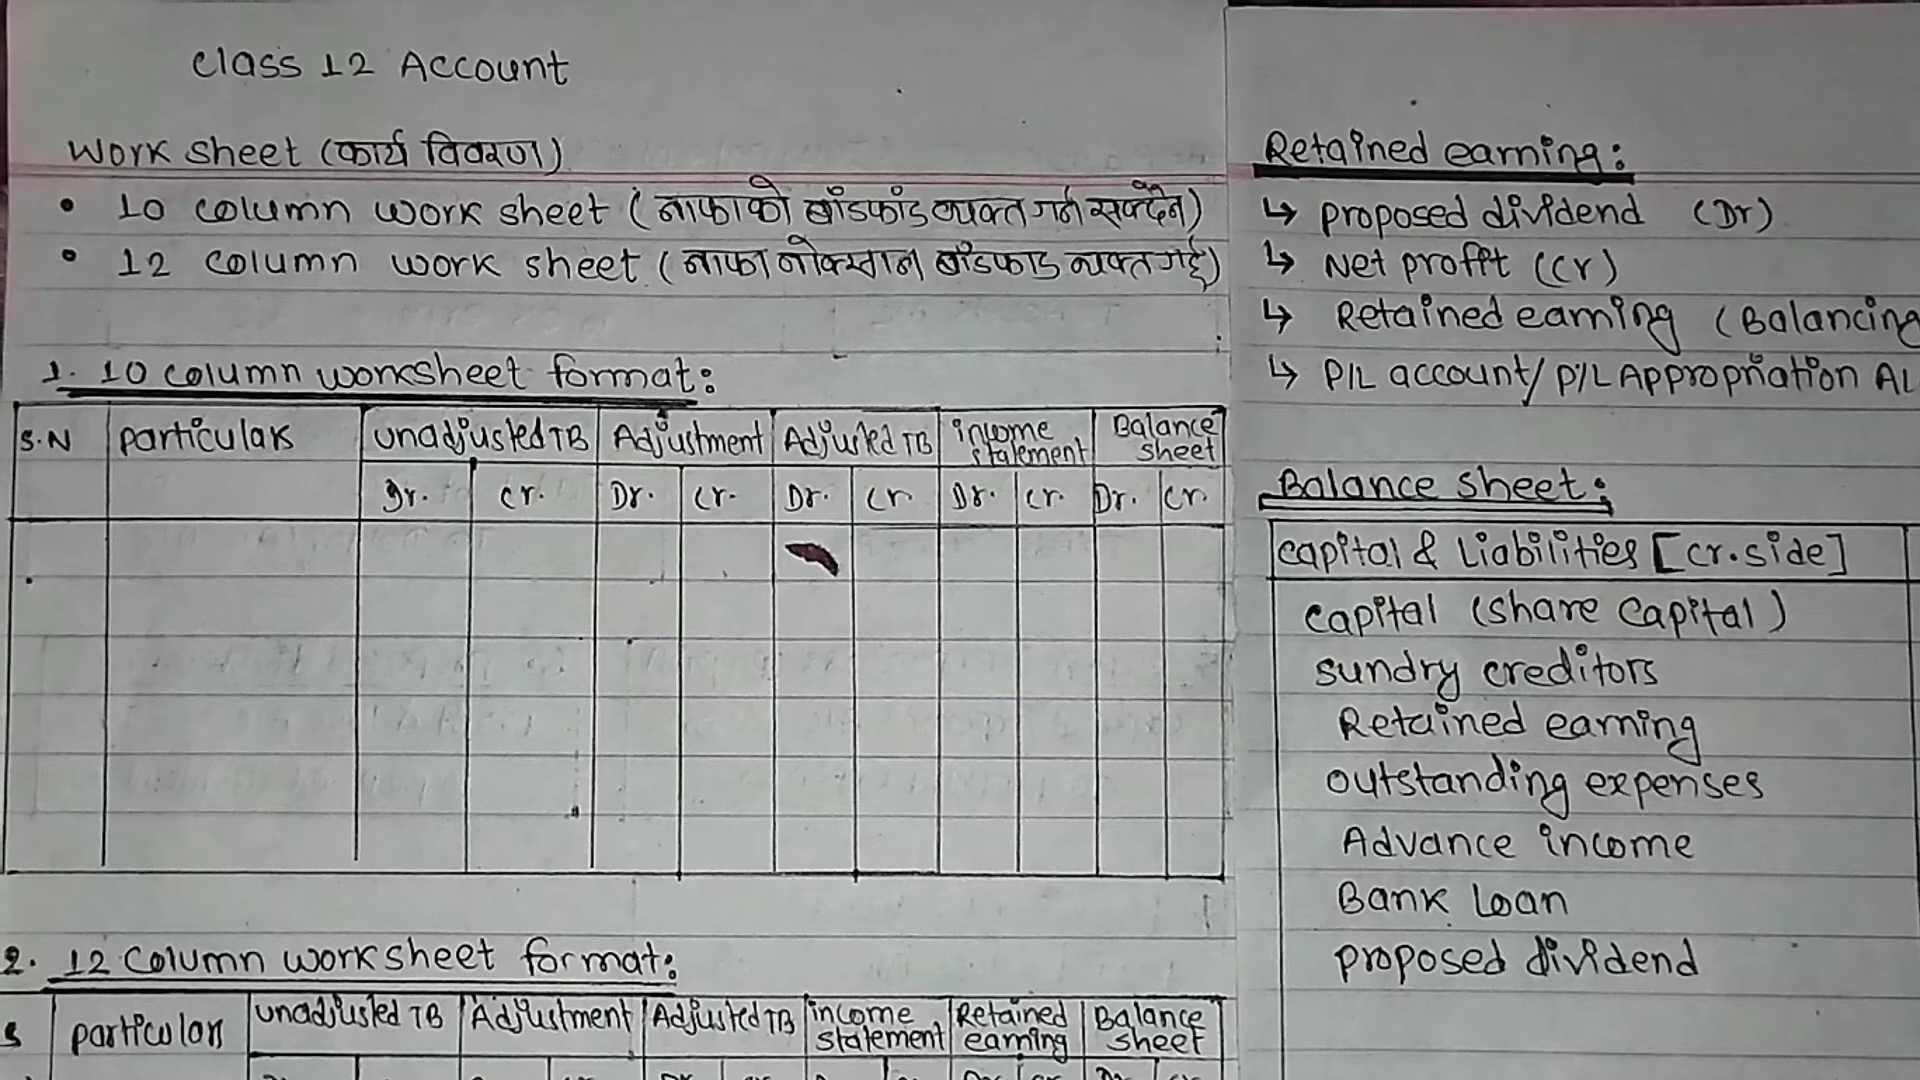 Class 12 Account
Work sheet (कार्य विवरण)
• 10 column work sheet (नाफाको बाँडफाँड व्यक्त गर्न सक्दैन)
• 12 column work sheet (नाफा नोक्सान बाँडफाड व्यक्त गर्छ)
1. 10 column worksheet format:
S.N particulars unadjusted TB Adjustment Adjusted TB income statement Balance sheet
Dr. cr. Dr. cr. Dr. cr. Dr. cr. Dr. cr.
2. 12 column worksheet format:
S particulars unadjusted TB Adjustment Adjusted TB income statement Retained earning Balance sheet
Retained earning:
↳ proposed dividend (Dr)
↳ Net profit (cr)
↳ Retained earning (Balancing
↳ P/L account/ P/L Appropriation
Balance sheet:
capital & Liabilities [cr.side]
capital (share capital)
sundry creditors
Retained earning
outstanding expenses
Advance income
Bank Loan
proposed dividend